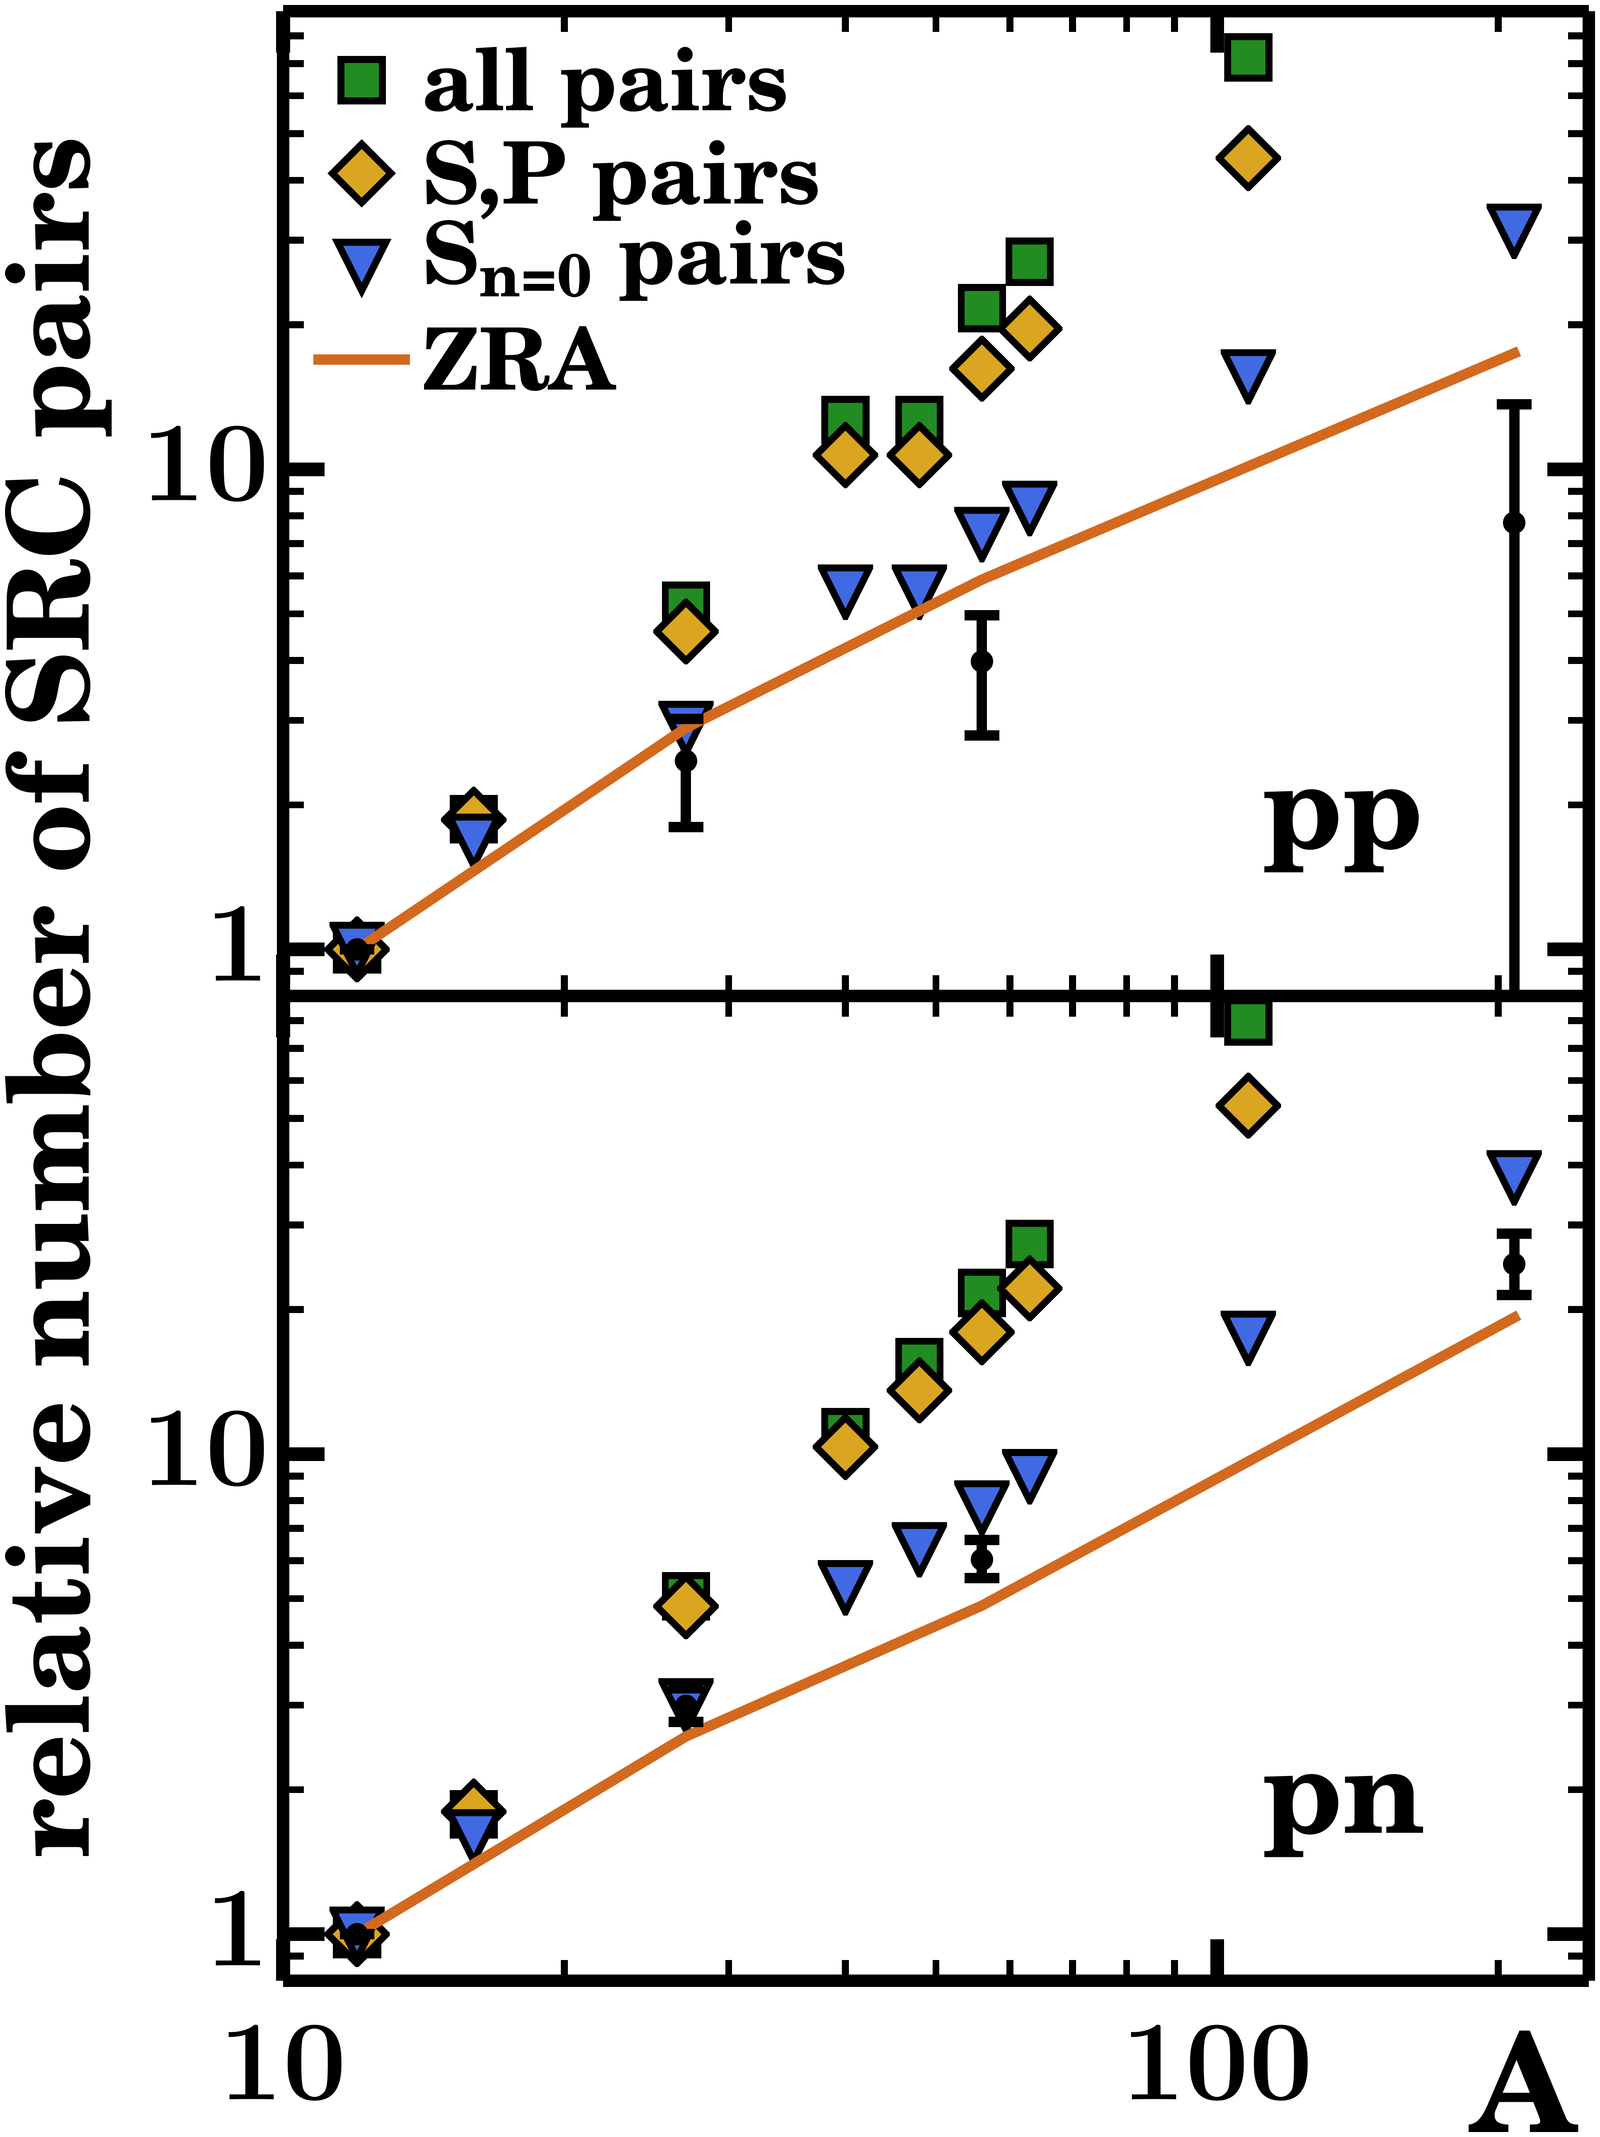 relative number of SRC pairs
all pairs
S,P pairs
Sn=0 pairs
ZRA
10
1
pp
10
1
pn
10
100
A